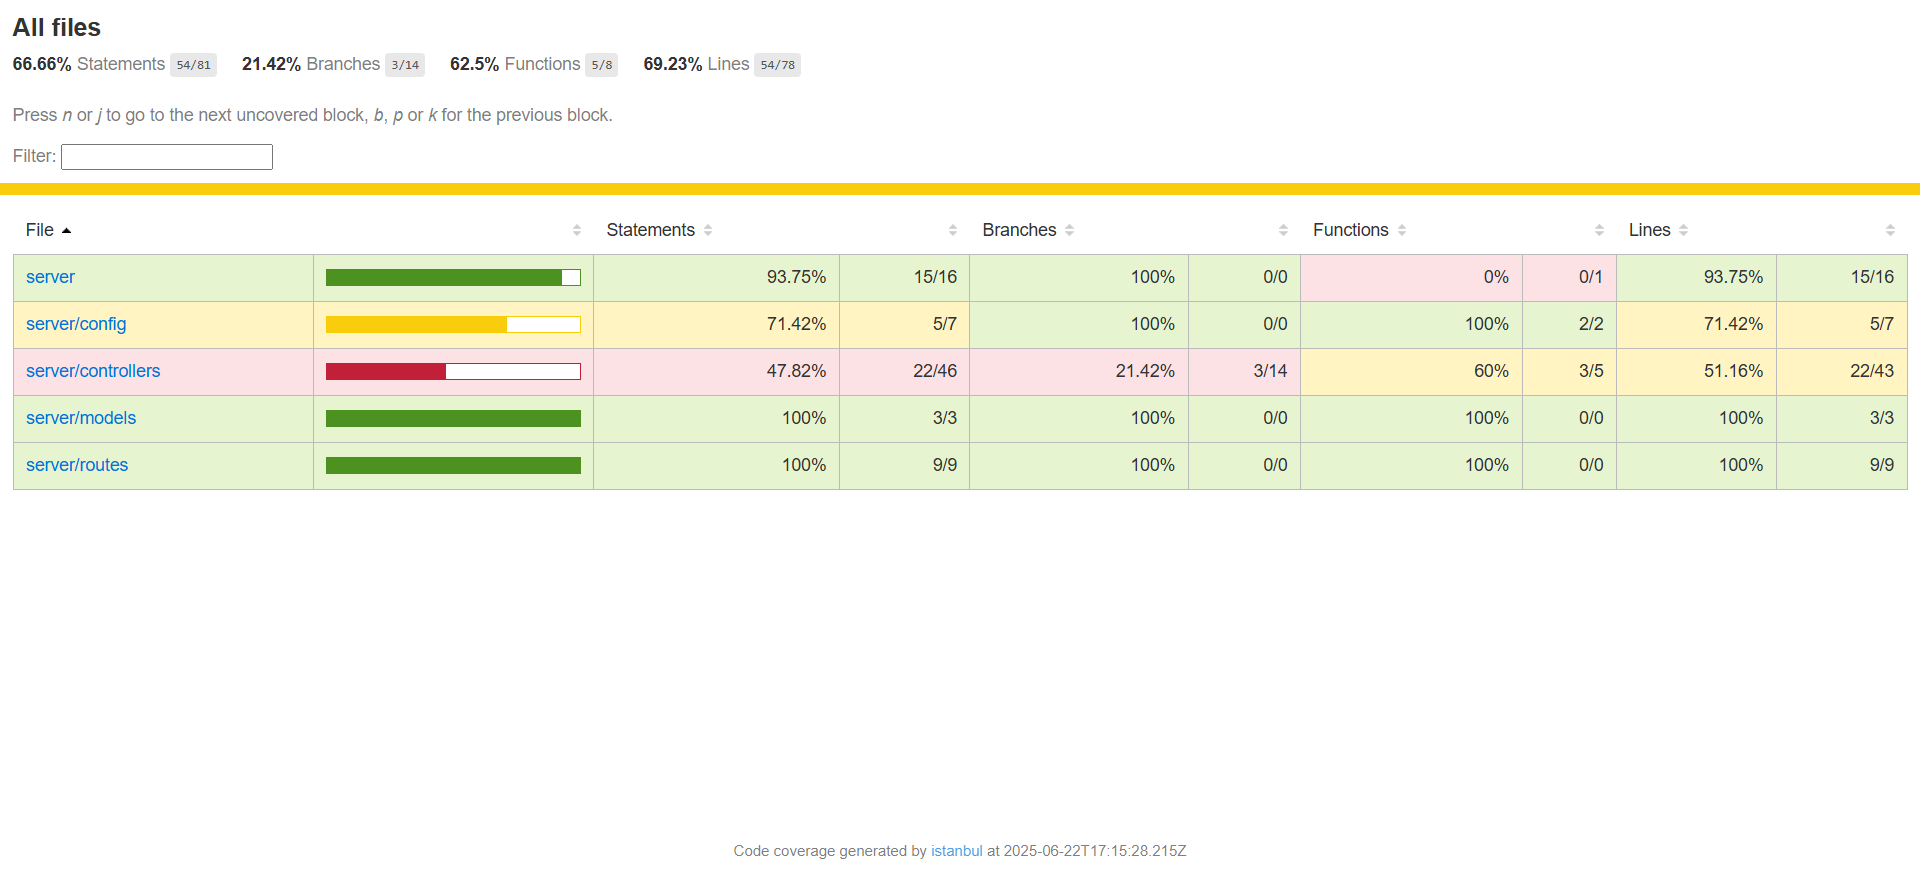 All files
66.66% Statements 54/81 21.42% Branches 3/14 62.5% Functions 5/8 69.23% Lines 54/78
Press n or j to go to the next uncovered block, b, p or k for the previous block.
Filter:
File Statements Branches Functions Lines
server 93.75% 15/16 100% 0/0 0% 0/1 93.75% 15/16
server/config 71.42% 5/7 100% 0/0 100% 2/2 71.42% 5/7
server/controllers 47.82% 22/46 21.42% 3/14 60% 3/5 51.16% 22/43
server/models 100% 3/3 100% 0/0 100% 0/0 100% 3/3
server/routes 100% 9/9 100% 0/0 100% 0/0 100% 9/9
Code coverage generated by istanbul at 2025-06-22T17:15:28.215Z